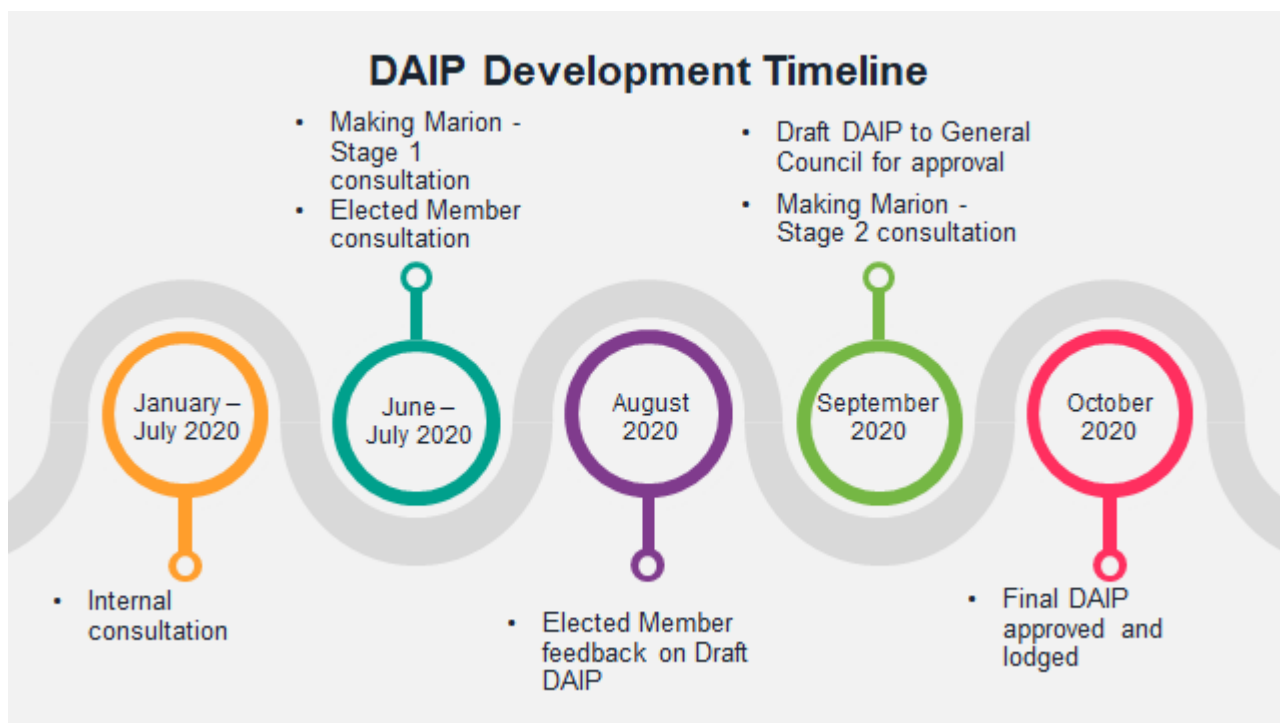 DAIP Development Timeline
• Making Marion -
Stage 1
consultation
• Elected Member
consultation
• Draft DAIP to General
Council for approval
• Making Marion -
Stage 2 consultation
January –
July 2020
June –
July 2020
August
2020
September
2020
October
2020
• Internal
consultation
• Elected Member
feedback on Draft
DAIP
• Final DAIP
approved and
lodged